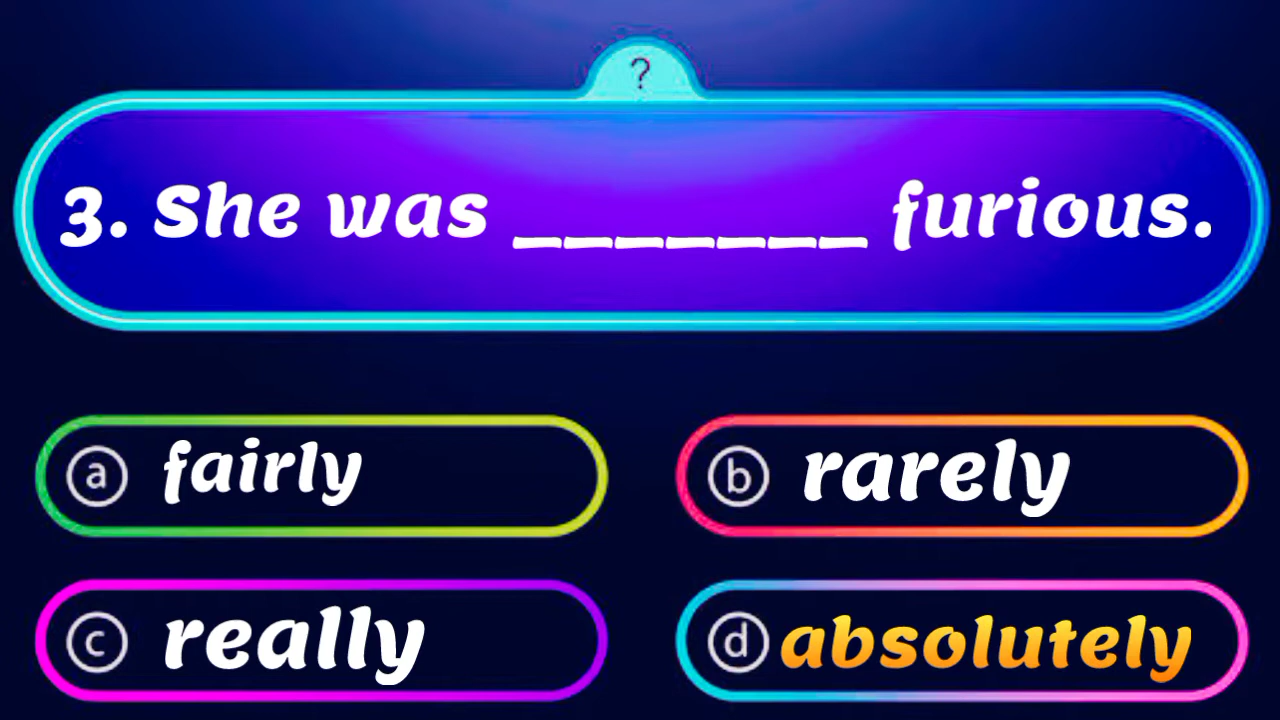 ?
3. She was _______ furious.
a fairly
b rarely
c really
d absolutely